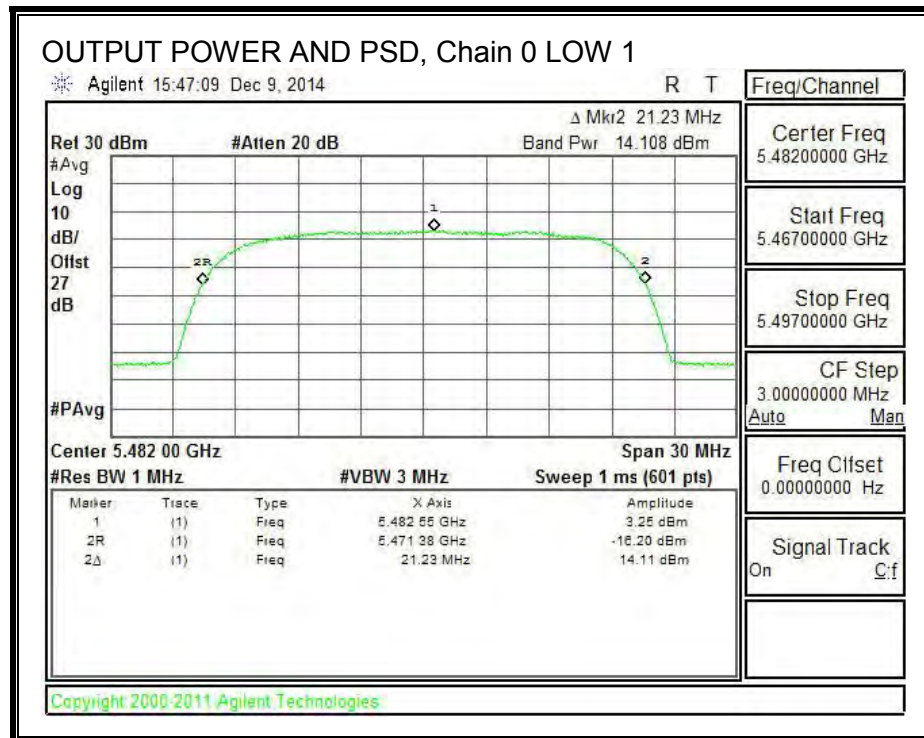 OUTPUT POWER AND PSD, Chain 0 LOW 1
Agilent 15:47:09 Dec 9, 2014 R T
Freq/Channel
Δ Mkr2 21.23 MHz
Ref 30 dBm #Atten 20 dB Band Pwr 14.108 dBm
#Avg
Log
10
dB/
Offst
27
dB
1
2R
2
#PAvg
Center 5.482 00 GHz Span 30 MHz
#Res BW 1 MHz #VBW 3 MHz Sweep 1 ms (601 pts)
Marker Trace Type X Axis Amplitude
1 (1) Freq 5.482 55 GHz 3.25 dBm
2R (1) Freq 5.471 38 GHz -16.20 dBm
2Δ (1) Freq 21.23 MHz 14.11 dBm
Center Freq
5.48200000 GHz
Start Freq
5.46700000 GHz
Stop Freq
5.49700000 GHz
CF Step
3.00000000 MHz
Auto Man
Freq Offset
0.00000000 Hz
Signal Track
On Off
Copyright 2000-2011 Agilent Technologies